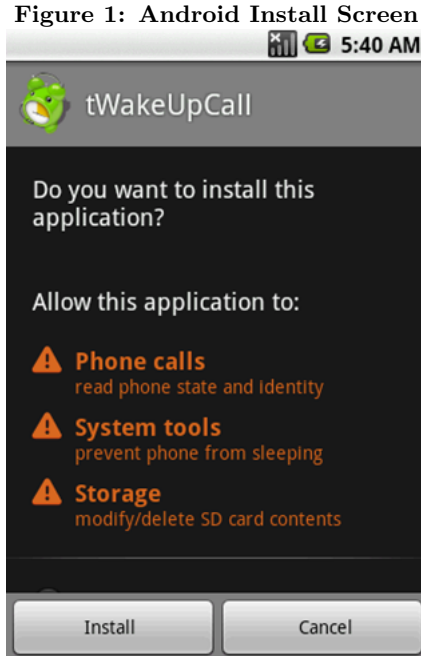 Figure 1: Android Install Screen
5:40 AM
tWakeUpCall
Do you want to install this
application?
Allow this application to:
Phone calls
read phone state and identity
System tools
prevent phone from sleeping
Storage
modify/delete SD card contents
Install
Cancel